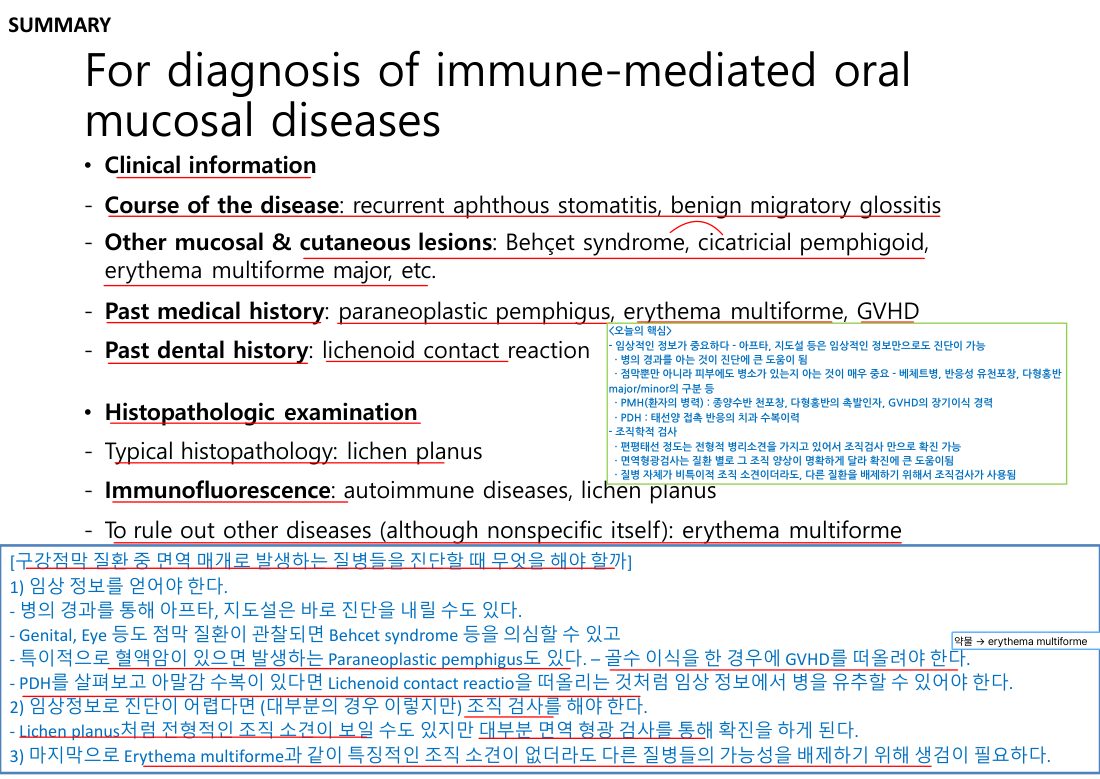 SUMMARY
For diagnosis of immune-mediated oral
mucosal diseases
• Clinical information
- Course of the disease: recurrent aphthous stomatitis, benign migratory glossitis
- Other mucosal & cutaneous lesions: Behçet syndrome, cicatricial pemphigoid,
erythema multiforme major, etc.
- Past medical history: paraneoplastic pemphigus, erythema multiforme, GVHD
- Past dental history: lichenoid contact reaction
• Histopathologic examination
- Typical histopathology: lichen planus
- Immunofluorescence: autoimmune diseases, lichen planus
- To rule out other diseases (although nonspecific itself): erythema multiforme
<오늘의 핵심>
- 임상적인 정보가 중요하다 - 아프타, 지도설 등은 임상적인 정보만으로도 진단이 가능
· 병의 경과를 아는 것이 진단에 큰 도움이 됨
· 점막뿐만 아니라 피부에도 병소가 있는지 아는 것이 매우 중요 - 베체트병, 반응성 유천포창, 다형홍반
major/minor의 구분 등
· PMH(환자의 병력) : 종양수반 천포창, 다형홍반의 촉발인자, GVHD의 장기이식 경력
· PDH : 태선양 접촉 반응의 치과 수복이력
- 조직학적 검사
· 편평태선 정도는 전형적 병리소견을 가지고 있어서 조직검사 만으로 확진 가능
· 면역형광검사는 질환 별로 그 조직 양상이 명확하게 달라 확진에 큰 도움이됨
· 질병 자체가 비특이적 조직 소견이더라도, 다른 질환을 배제하기 위해서 조직검사가 사용됨
[구강점막 질환 중 면역 매개로 발생하는 질병들을 진단할 때 무엇을 해야 할까]
1) 임상 정보를 얻어야 한다.
- 병의 경과를 통해 아프타, 지도설은 바로 진단을 내릴 수도 있다.
- Genital, Eye 등도 점막 질환이 관찰되면 Behcet syndrome 등을 의심할 수 있고
약물 → erythema multiforme
- 특이적으로 혈액암이 있으면 발생하는 Paraneoplastic pemphigus도 있다. – 골수 이식을 한 경우에 GVHD를 떠올려야 한다.
- PDH를 살펴보고 아말감 수복이 있다면 Lichenoid contact reactio을 떠올리는 것처럼 임상 정보에서 병을 유추할 수 있어야 한다.
2) 임상정보로 진단이 어렵다면 (대부분의 경우 이렇지만) 조직 검사를 해야 한다.
- Lichen planus처럼 전형적인 조직 소견이 보일 수도 있지만 대부분 면역 형광 검사를 통해 확진을 하게 된다.
3) 마지막으로 Erythema multiforme과 같이 특징적인 조직 소견이 없더라도 다른 질병들의 가능성을 배제하기 위해 생검이 필요하다.